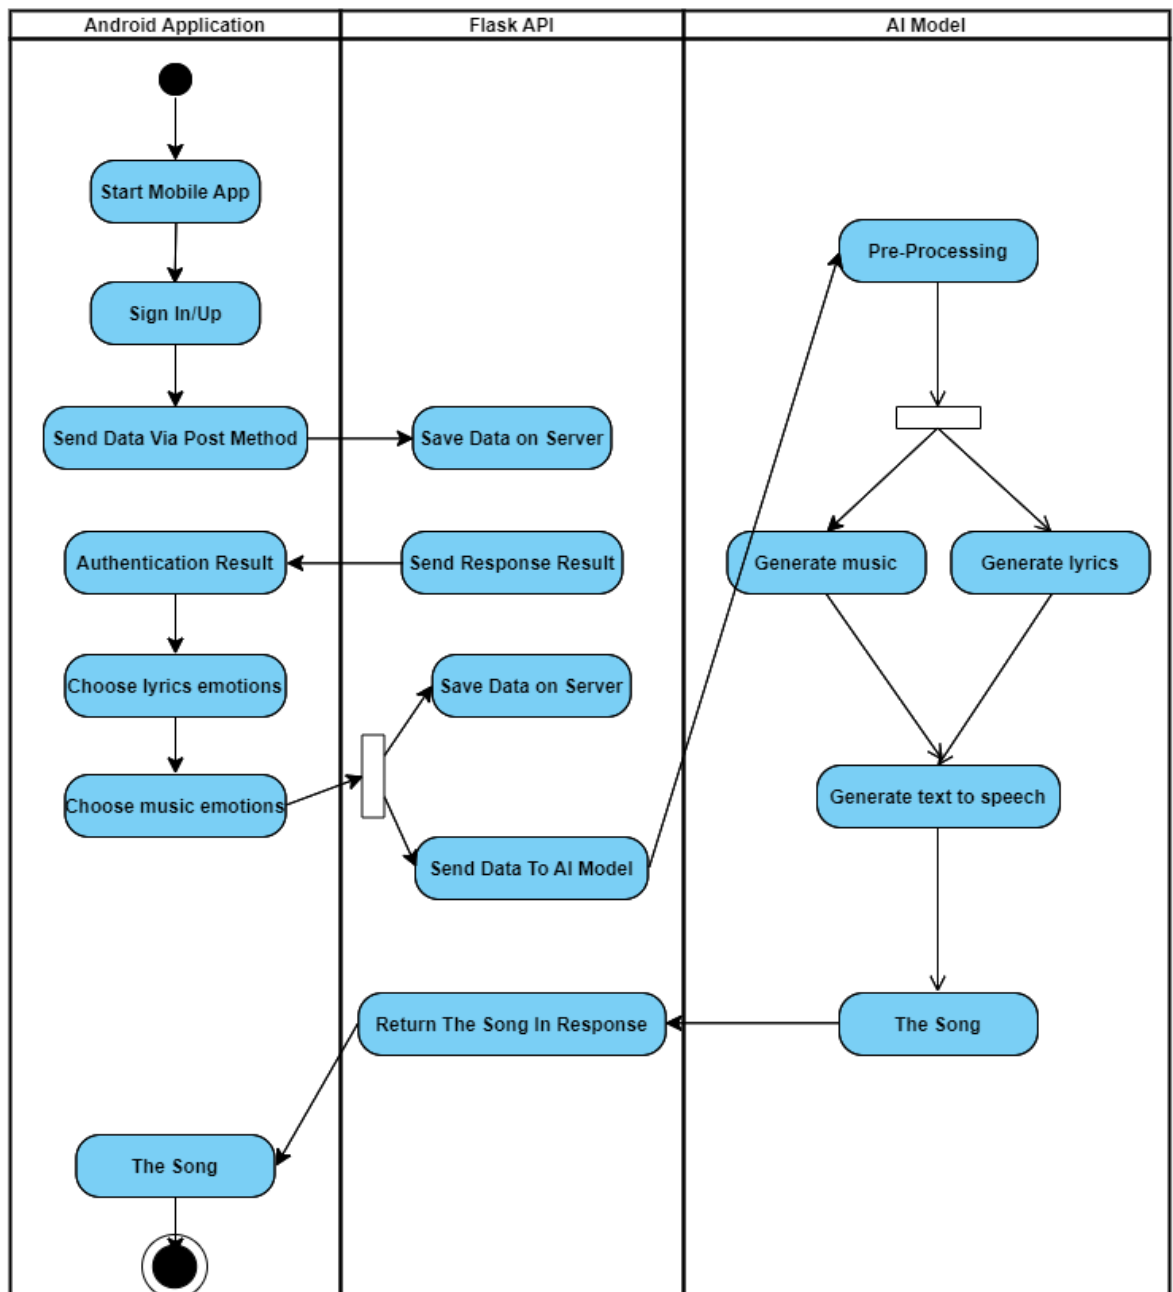 Android Application
Flask API
AI Model
Start Mobile App
Pre-Processing
Sign In/Up
Send Data Via Post Method
Save Data on Server
Authentication Result
Send Response Result
Generate music
Generate lyrics
Choose lyrics emotions
Save Data on Server
Choose music emotions
Generate text to speech
Send Data To AI Model
Return The Song In Response
The Song
The Song